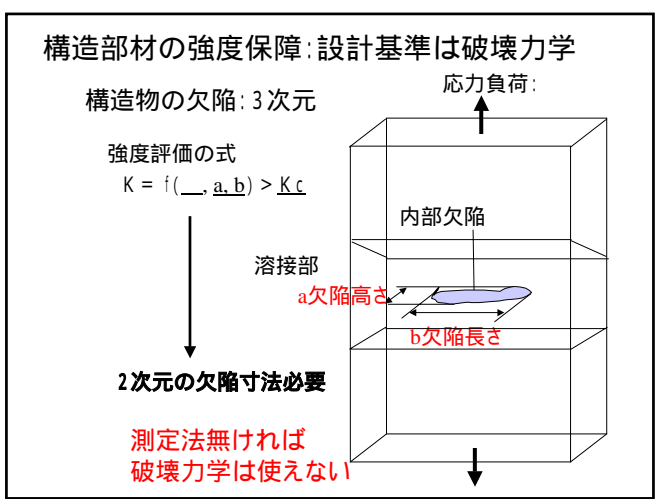 構造部材の強度保障:設計基準は破壊力学
構造物の欠陥:3次元
応力負荷:
強度評価の式
K = f( , a, b) > Kc
内部欠陥
溶接部
a欠陥高さ
b欠陥長さ
2次元の欠陥寸法必要
測定法無ければ
破壊力学は使えない